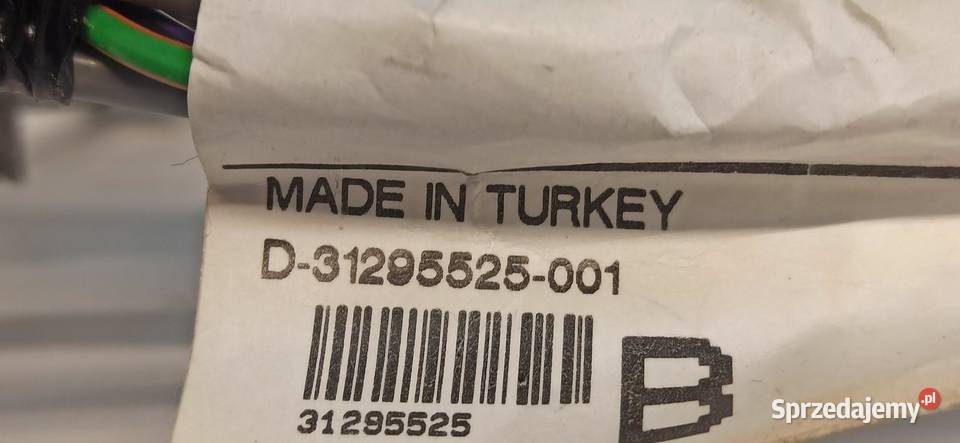 MADE IN TURKEY
D-31295525-001
31295525
B
Sprzedajemy.pl